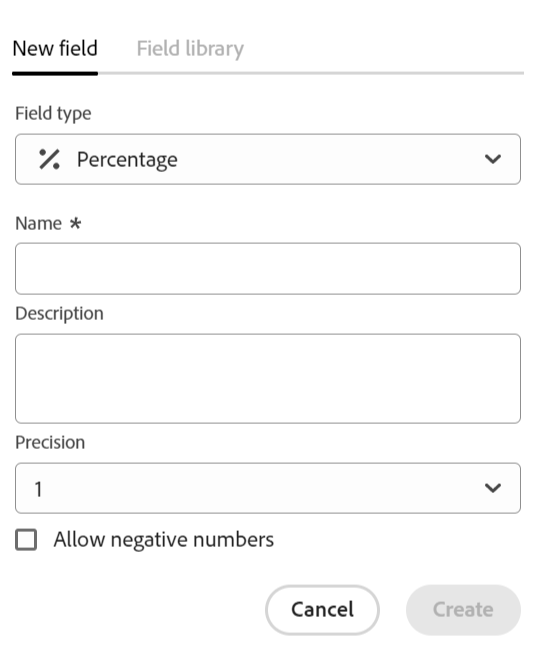 New field Field library
Field type
Percentage
Name *
Description
Precision
1
Allow negative numbers
Cancel Create